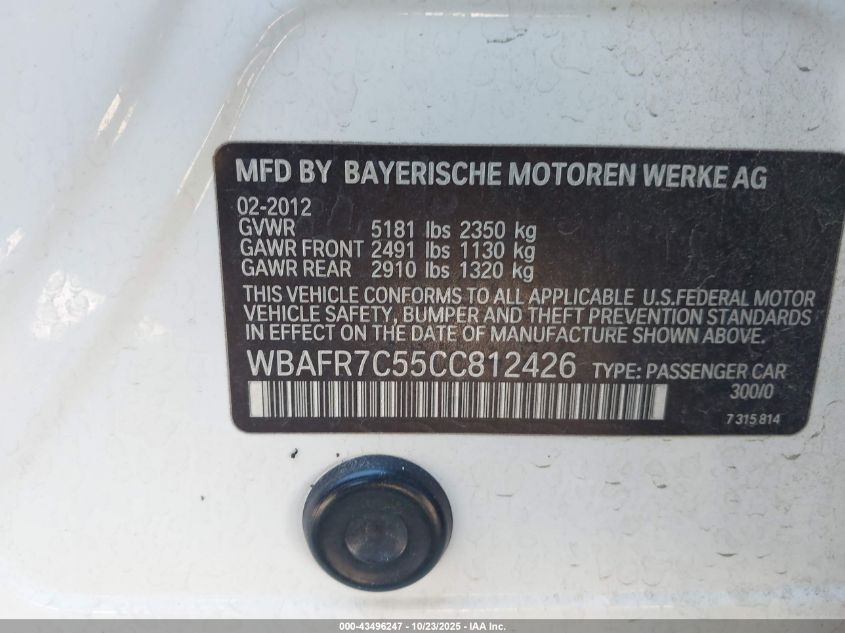 MFD BY BAYERISCHE MOTOREN WERKE AG
02-2012
GVWR 5181 lbs 2350 kg
GAWR FRONT 2491 lbs 1130 kg
GAWR REAR 2910 lbs 1320 kg
THIS VEHICLE CONFORMS TO ALL APPLICABLE U.S.FEDERAL MOTOR
VEHICLE SAFETY, BUMPER AND THEFT PREVENTION STANDARDS
IN EFFECT ON THE DATE OF MANUFACTURE SHOWN ABOVE.
WBAFR7C55CC812426 TYPE: PASSENGER CAR
300/0
7 315 814
000-43496247 - 10/23/2025 - IAA Inc.